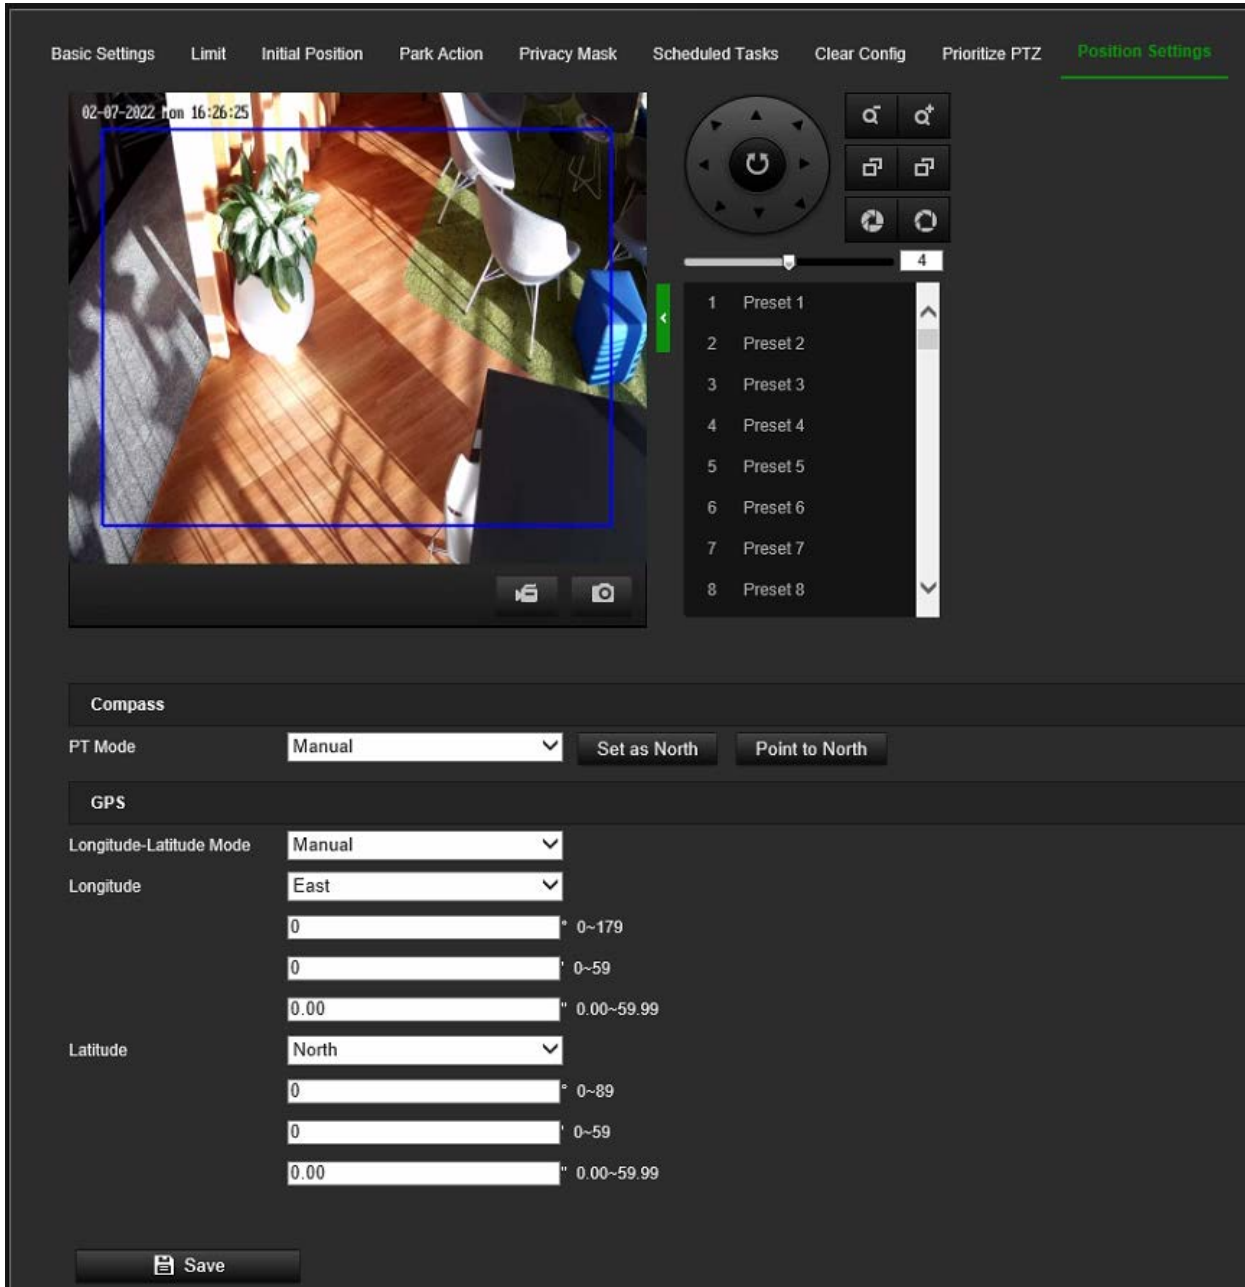 Basic Settings Limit Initial Position Park Action Privacy Mask Scheduled Tasks Clear Config Prioritize PTZ Position Settings
02-07-2022 Mon 16:26:25
4
1 Preset 1
2 Preset 2
3 Preset 3
4 Preset 4
5 Preset 5
6 Preset 6
7 Preset 7
8 Preset 8
Compass
PT Mode Manual Set as North Point to North
GPS
Longitude-Latitude Mode Manual
Longitude East
0 ° 0~179
0 ' 0~59
0.00 " 0.00~59.99
Latitude North
0 ° 0~89
0 ' 0~59
0.00 " 0.00~59.99
Save